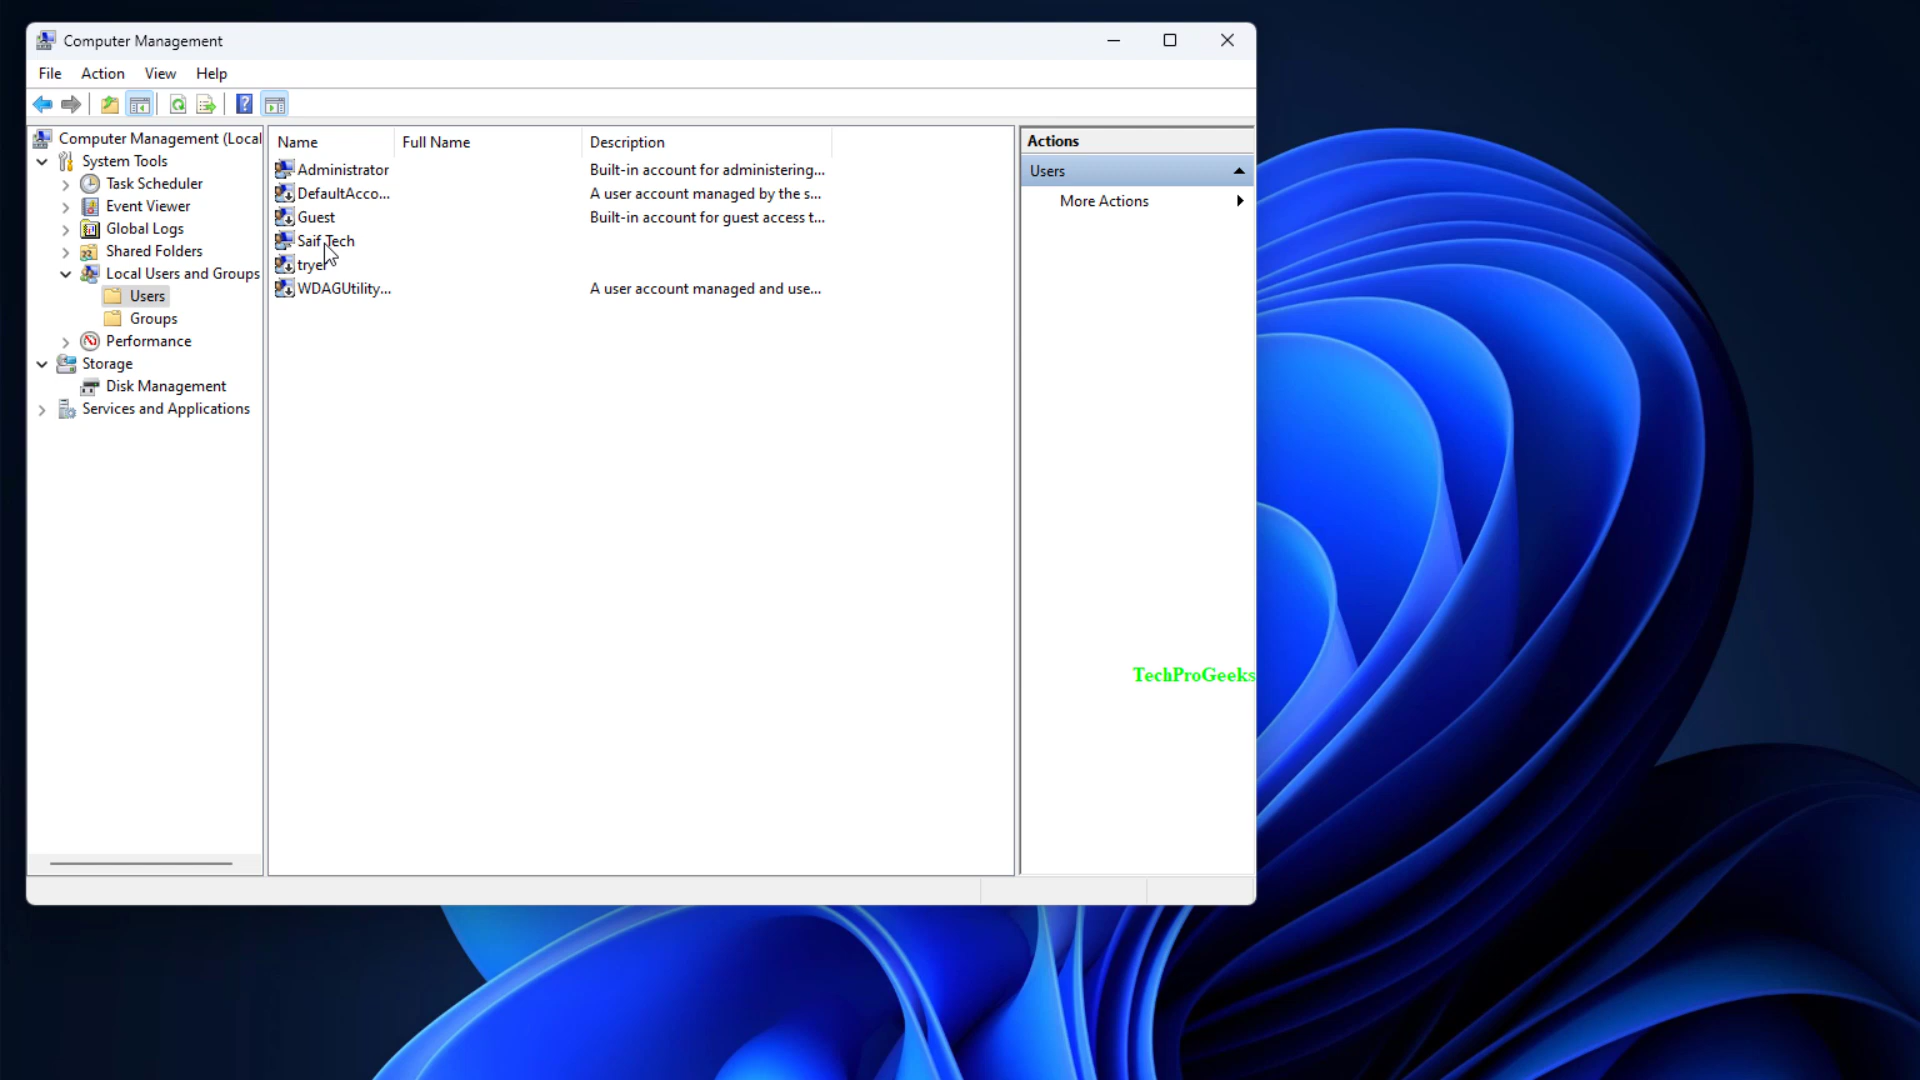 Computer Management
File Action View Help
Computer Management (Local
System Tools
Task Scheduler
Event Viewer
Global Logs
Shared Folders
Local Users and Groups
Users
Groups
Performance
Storage
Disk Management
Services and Applications
Name Full Name Description
Administrator Built-in account for administering...
DefaultAcco... A user account managed by the s...
Guest Built-in account for guest access t...
Saif Tech
tryer
WDAGUtility... A user account managed and use...
Actions
Users
More Actions
TechProGeeks